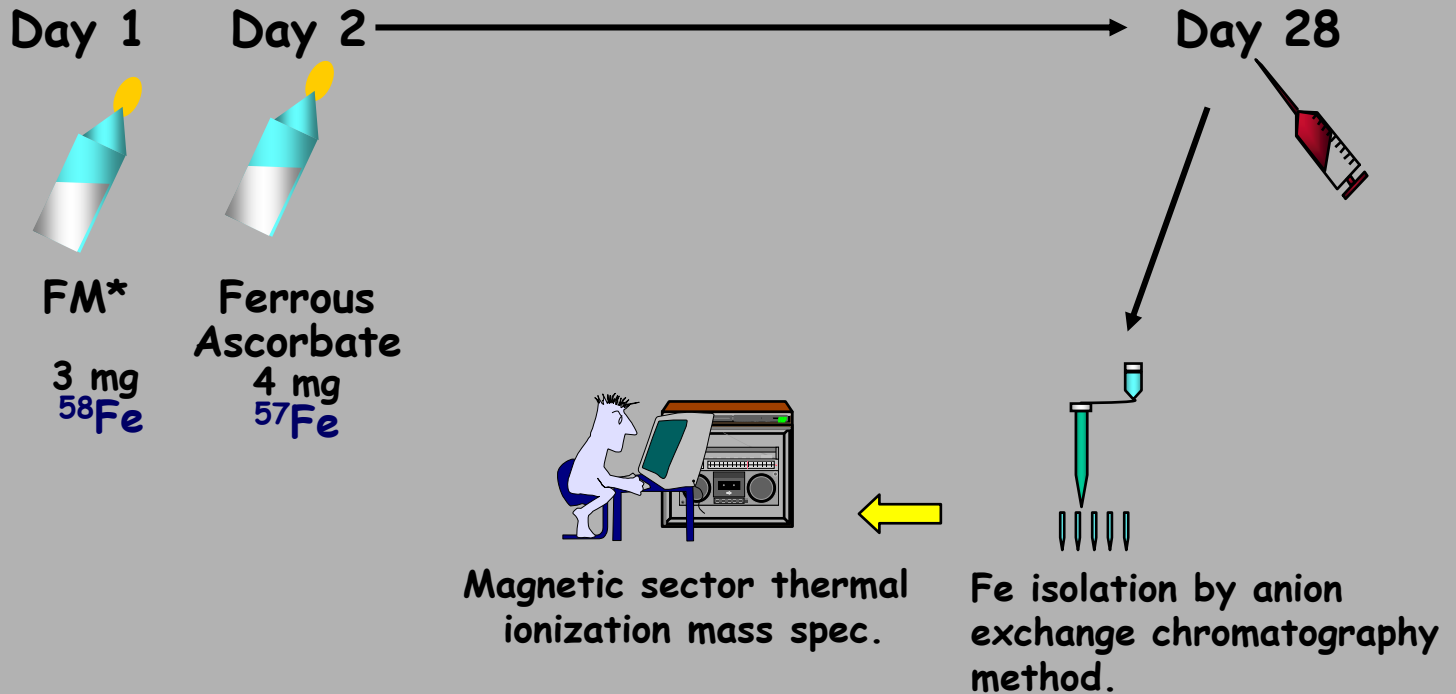 Day 1
Day 2
Day 28
FM*
3 mg
⁵⁸Fe
Ferrous
Ascorbate
4 mg
⁵⁷Fe
Magnetic sector thermal
ionization mass spec.
Fe isolation by anion
exchange chromatography
method.